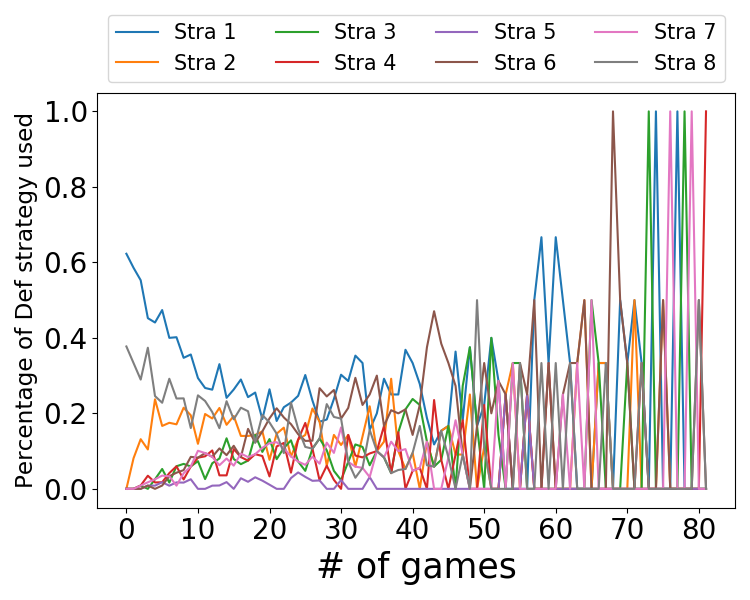 Stra 1 Stra 3 Stra 5 Stra 7
Stra 2 Stra 4 Stra 6 Stra 8
Percentage of Def strategy used
1.0
0.8
0.6
0.4
0.2
0.0
0 10 20 30 40 50 60 70 80
# of games